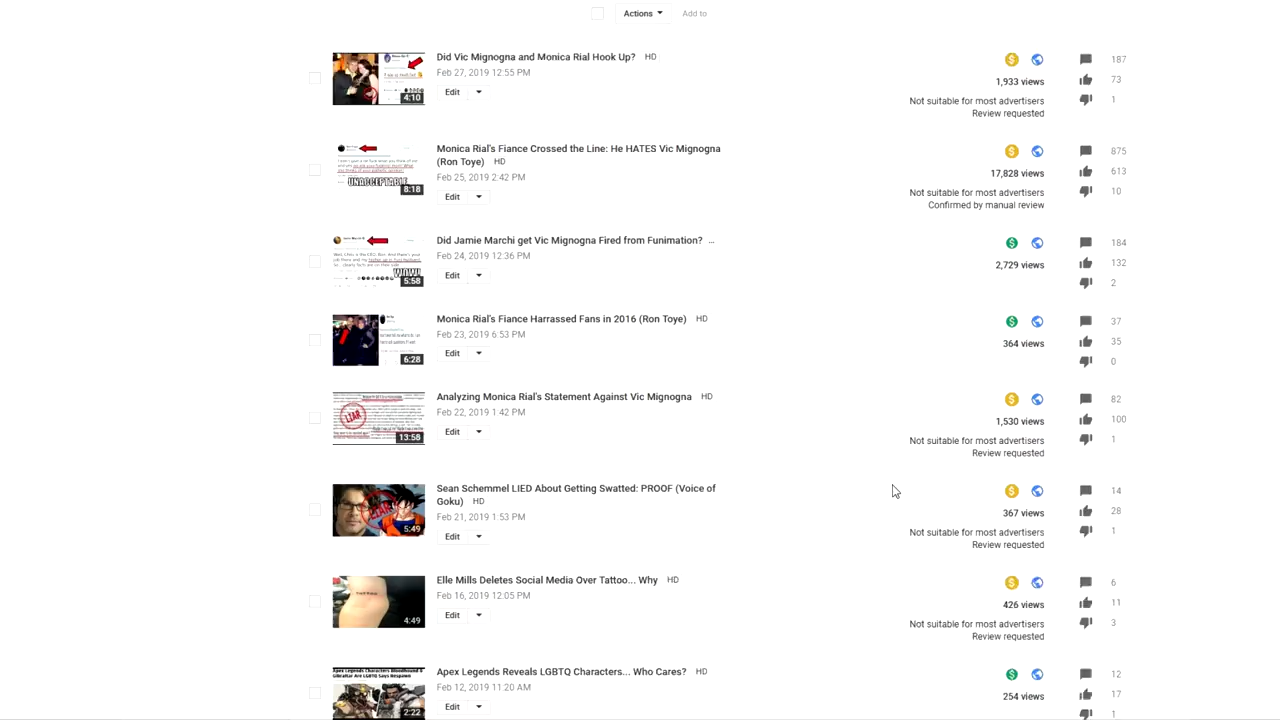 Actions
Add to
Did Vic Mignogna and Monica Rial Hook Up? HD
Feb 27, 2019 12:55 PM
Edit
4:10
1,933 views
Not suitable for most advertisers
Review requested
187
73
1
Monica Rial's Fiance Crossed the Line: He HATES Vic Mignogna
(Ron Toye) HD
Feb 25, 2019 2:42 PM
Edit
UNACCEPTABLE
8:18
17,828 views
Not suitable for most advertisers
Confirmed by manual review
875
613
10
Did Jamie Marchi get Vic Mignogna Fired from Funimation? ...
Feb 24, 2019 12:36 PM
Edit
WOW!
5:58
2,729 views
184
132
2
Monica Rial's Fiance Harrassed Fans in 2016 (Ron Toye) HD
Feb 23, 2019 6:53 PM
Edit
6:28
364 views
37
35
0
Analyzing Monica Rial's Statement Against Vic Mignogna HD
Feb 22, 2019 1:42 PM
Edit
LIAR
13:58
1,530 views
Not suitable for most advertisers
Review requested
82
100
1
Sean Schemmel LIED About Getting Swatted: PROOF (Voice of
Goku) HD
Feb 21, 2019 1:53 PM
Edit
5:49
367 views
Not suitable for most advertisers
Review requested
14
28
1
Elle Mills Deletes Social Media Over Tattoo... Why HD
Feb 16, 2019 12:05 PM
Edit
4:49
426 views
Not suitable for most advertisers
Review requested
6
11
3
Apex Legends Reveals LGBTQ Characters... Who Cares? HD
Feb 12, 2019 11:20 AM
Edit
Apex Legends Characters Bloodhound &
Gibraltar Are LGBTQ Says Respawn
2:22
254 views
12
17
1